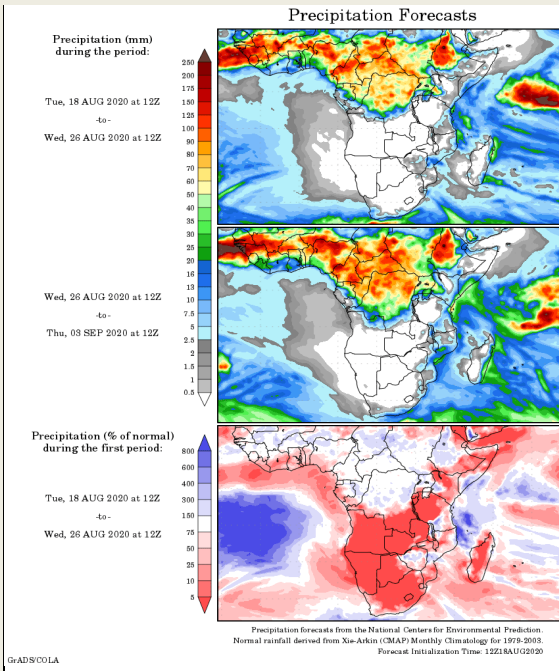 Precipitation Forecasts
Precipitation (mm)
during the period:
Tue, 18 AUG 2020 at 12Z
-to-
Wed, 26 AUG 2020 at 12Z
250
200
175
150
125
100
90
80
70
60
50
40
35
30
25
20
16
13
10
7.5
5
2.5
2
1.5
1
0.5
Wed, 26 AUG 2020 at 12Z
-to-
Thu, 03 SEP 2020 at 12Z
Precipitation (% of normal)
during the first period:
Tue, 18 AUG 2020 at 12Z
-to-
Wed, 26 AUG 2020 at 12Z
800
600
400
300
150
75
50
25
10
5
Precipitation forecasts from the National Centers for Environmental Prediction.
Normal rainfall derived from Xie-Arkin (CMAP) Monthly Climatology for 1979-2003.
Forecast Initialization Time: 12Z18AUG2020
GrADS/COLA